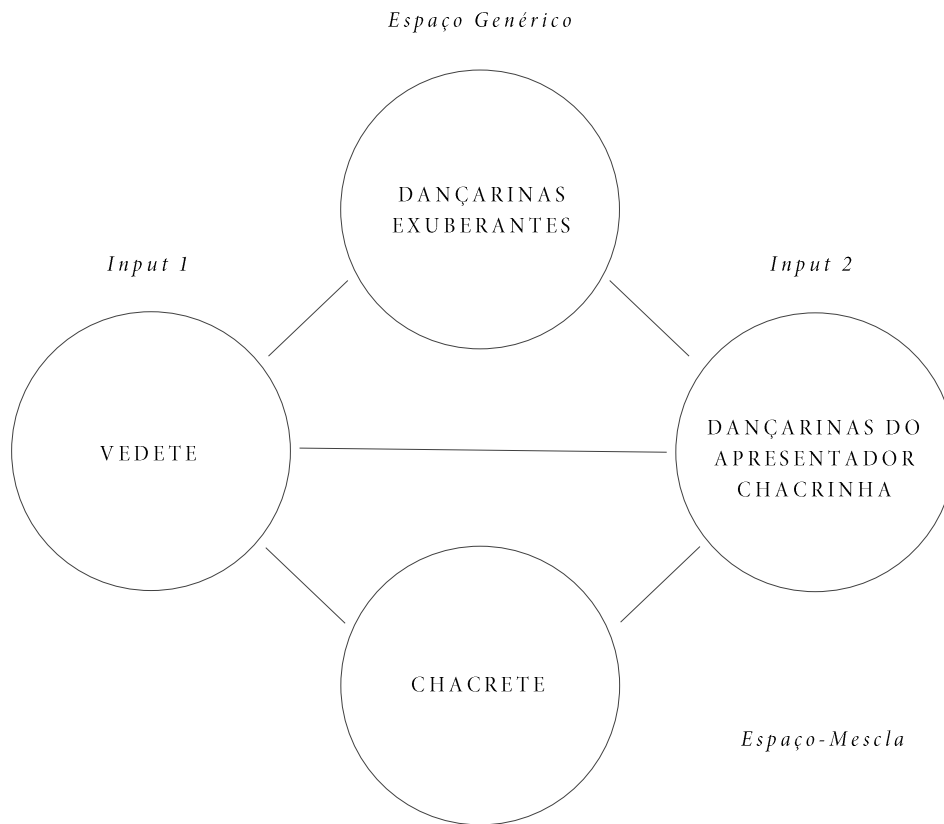 Espaço Genérico
DANÇARINAS
EXUBERANTES
Input 1
Input 2
VEDETE
DANÇARINAS DO
APRESENTADOR
CHACRINHA
CHACRETE
Espaço-Mescla